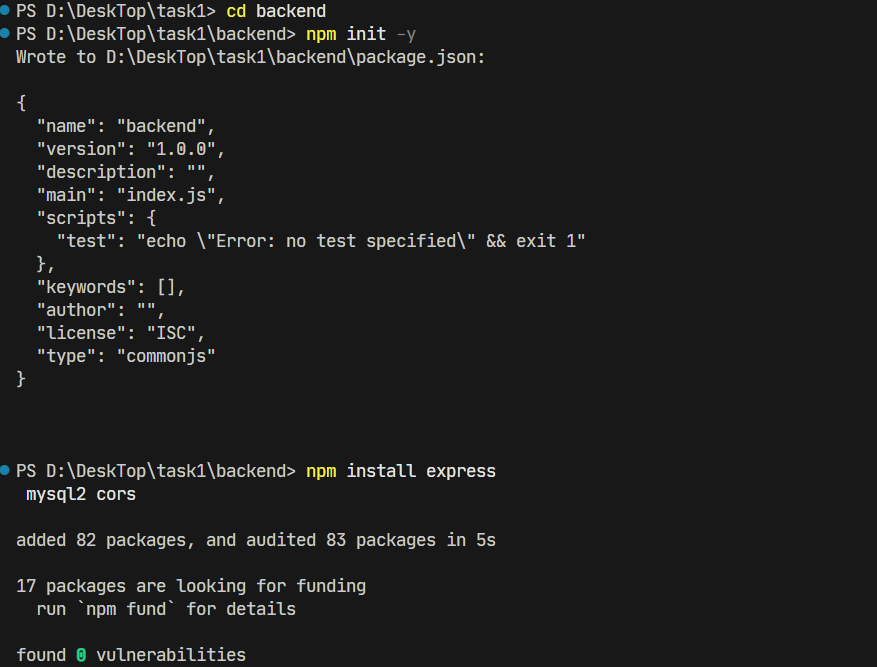 PS D:\DeskTop\task1> cd backend
PS D:\DeskTop\task1\backend> npm init -y
Wrote to D:\DeskTop\task1\backend\package.json:
{
  "name": "backend",
  "version": "1.0.0",
  "description": "",
  "main": "index.js",
  "scripts": {
    "test": "echo \"Error: no test specified\" && exit 1"
  },
  "keywords": [],
  "author": "",
  "license": "ISC",
  "type": "commonjs"
}
PS D:\DeskTop\task1\backend> npm install express
 mysql2 cors
added 82 packages, and audited 83 packages in 5s
17 packages are looking for funding
  run `npm fund` for details
found 0 vulnerabilities